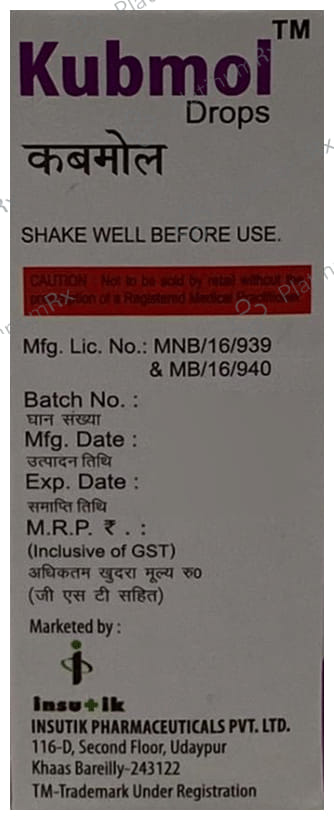 Kubmol™
Drops
कबमोल
SHAKE WELL BEFORE USE.
CAUTION : Not to be sold by retail without the
prescription of a Registered Medical Practitioner.
Mfg. Lic. No.: MNB/16/939
& MB/16/940
Batch No. :
घान संख्या
Mfg. Date :
उत्पादन तिथि
Exp. Date :
समाप्ति तिथि
M.R.P. ₹ . :
(Inclusive of GST)
अधिकतम खुदरा मूल्य रु0
(जी एस टी सहित)
Marketed by :
insutik
INSUTIK PHARMACEUTICALS PVT. LTD.
116-D, Second Floor, Udaypur
Khaas Bareilly-243122
TM-Trademark Under Registration
PlatinumRx